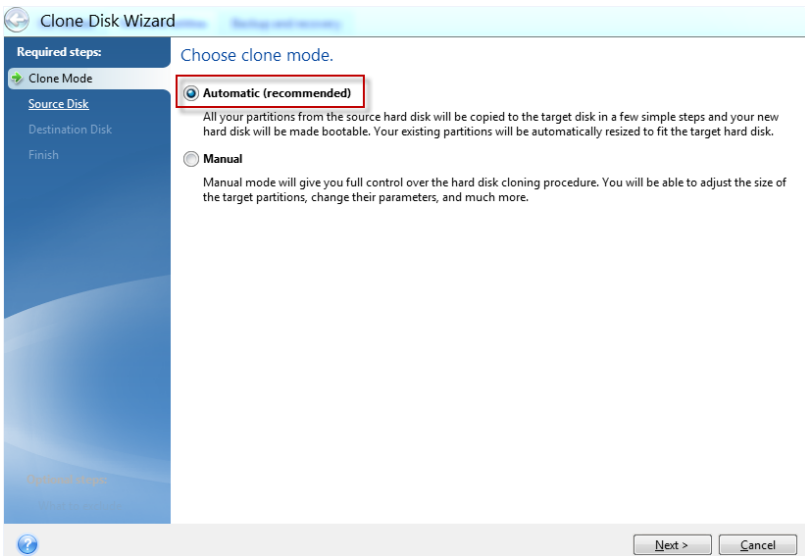 Clone Disk Wizard
Backup and recovery
Required steps:
Choose clone mode.
Clone Mode
Source Disk
Destination Disk
Finish
Automatic (recommended)
All your partitions from the source hard disk will be copied to the target disk in a few simple steps and your new
hard disk will be made bootable. Your existing partitions will be automatically resized to fit the target hard disk.
Manual
Manual mode will give you full control over the hard disk cloning procedure. You will be able to adjust the size of
the target partitions, change their parameters, and much more.
Next >
Cancel